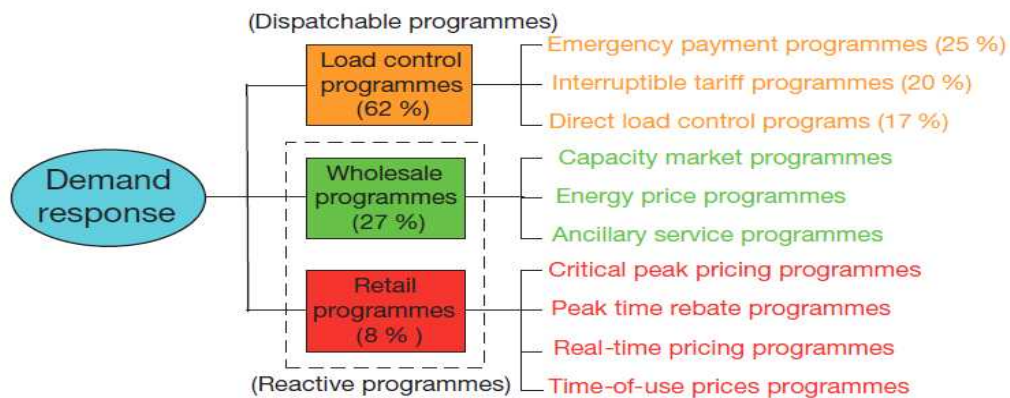 (Dispatchable programmes)
Load control
programmes
(62 %)
Emergency payment programmes (25 %)
Interruptible tariff programmes (20 %)
Direct load control programs (17 %)
Demand
response
Wholesale
programmes
(27 %)
Capacity market programmes
Energy price programmes
Ancillary service programmes
Retail
programmes
(8 % )
Critical peak pricing programmes
Peak time rebate programmes
Real-time pricing programmes
Time-of-use prices programmes
(Reactive programmes)